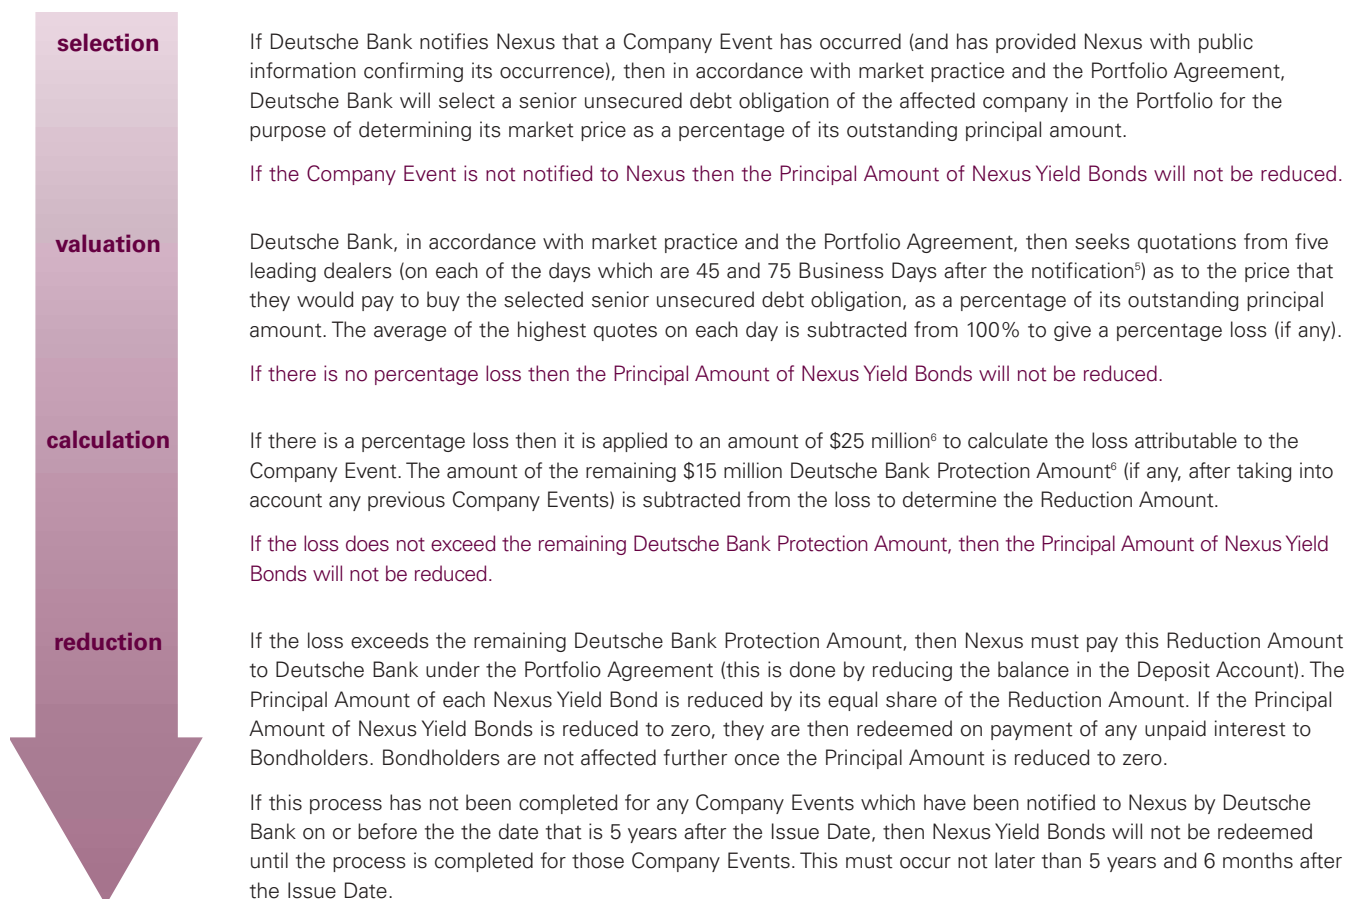 selection
If Deutsche Bank notifies Nexus that a Company Event has occurred (and has provided Nexus with public
information confirming its occurrence), then in accordance with market practice and the Portfolio Agreement,
Deutsche Bank will select a senior unsecured debt obligation of the affected company in the Portfolio for the
purpose of determining its market price as a percentage of its outstanding principal amount.
If the Company Event is not notified to Nexus then the Principal Amount of Nexus Yield Bonds will not be reduced.
valuation
Deutsche Bank, in accordance with market practice and the Portfolio Agreement, then seeks quotations from five
leading dealers (on each of the days which are 45 and 75 Business Days after the notification⁵) as to the price that
they would pay to buy the selected senior unsecured debt obligation, as a percentage of its outstanding principal
amount. The average of the highest quotes on each day is subtracted from 100% to give a percentage loss (if any).
If there is no percentage loss then the Principal Amount of Nexus Yield Bonds will not be reduced.
calculation
If there is a percentage loss then it is applied to an amount of $25 million⁶ to calculate the loss attributable to the
Company Event. The amount of the remaining $15 million Deutsche Bank Protection Amount⁶ (if any, after taking into
account any previous Company Events) is subtracted from the loss to determine the Reduction Amount.
If the loss does not exceed the remaining Deutsche Bank Protection Amount, then the Principal Amount of Nexus Yield
Bonds will not be reduced.
reduction
If the loss exceeds the remaining Deutsche Bank Protection Amount, then Nexus must pay this Reduction Amount
to Deutsche Bank under the Portfolio Agreement (this is done by reducing the balance in the Deposit Account). The
Principal Amount of each Nexus Yield Bond is reduced by its equal share of the Reduction Amount. If the Principal
Amount of Nexus Yield Bonds is reduced to zero, they are then redeemed on payment of any unpaid interest to
Bondholders. Bondholders are not affected further once the Principal Amount is reduced to zero.
If this process has not been completed for any Company Events which have been notified to Nexus by Deutsche
Bank on or before the the date that is 5 years after the Issue Date, then Nexus Yield Bonds will not be redeemed
until the process is completed for those Company Events. This must occur not later than 5 years and 6 months after
the Issue Date.